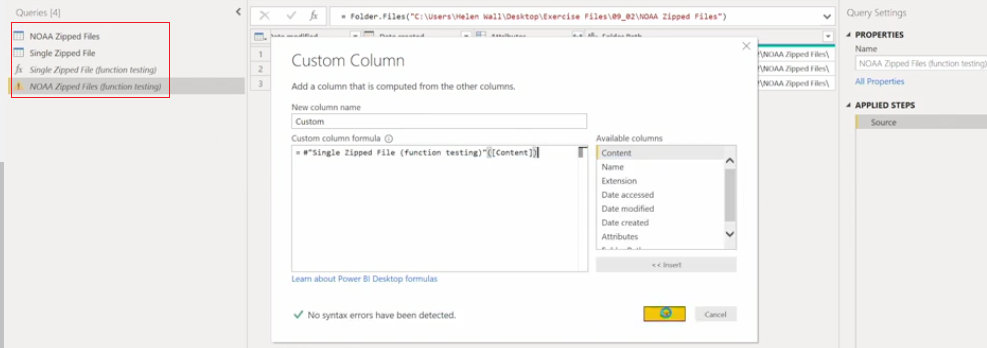 Queries [4]
NOAA Zipped Files
Single Zipped File
fx Single Zipped File (function testing)
NOAA Zipped Files (function testing)
fx = Folder.Files("C:\Users\Helen Wall\Desktop\Exercise Files\09_02\NOAA Zipped Files")
Date modified Date created Attributes Folder Path
1
2
3
\NOAA Zipped Files\
\NOAA Zipped Files\
\NOAA Zipped Files\
Custom Column
Add a column that is computed from the other columns.
New column name
Custom
Custom column formula
= #"Single Zipped File (function testing)"([Content])
Available columns
Content
Name
Extension
Date accessed
Date modified
Date created
Attributes
<< Insert
Learn about Power BI Desktop formulas
No syntax errors have been detected.
Cancel
Query Settings
PROPERTIES
Name
NOAA Zipped Files (function testing)
All Properties
APPLIED STEPS
Source